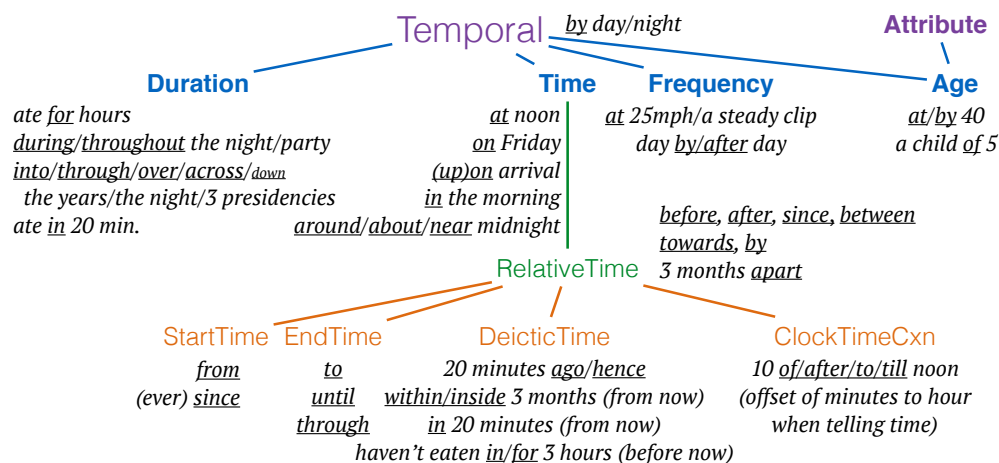 Temporal by day/night Attribute
Duration Time Frequency Age
ate for hours
during/throughout the night/party
into/through/over/across/down
the years/the night/3 presidencies
ate in 20 min.
at noon
on Friday
(up)on arrival
in the morning
around/about/near midnight
at 25mph/a steady clip
day by/after day
at/by 40
a child of 5
before, after, since, between
towards, by
3 months apart
RelativeTime
StartTime EndTime DeicticTime ClockTimeCxn
from
(ever) since
to
until
through
20 minutes ago/hence
within/inside 3 months (from now)
in 20 minutes (from now)
haven't eaten in/for 3 hours (before now)
10 of/after/to/till noon
(offset of minutes to hour
when telling time)